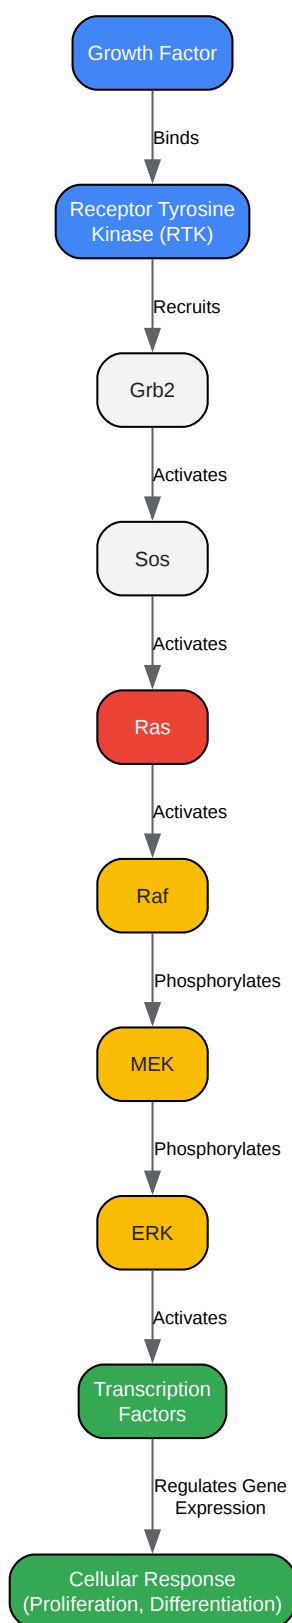 Growth Factor
Binds
Receptor Tyrosine
Kinase (RTK)
Recruits
Grb2
Activates
Sos
Activates
Ras
Activates
Raf
Phosphorylates
MEK
Phosphorylates
ERK
Activates
Transcription
Factors
Regulates Gene
Expression
Cellular Response
(Proliferation, Differentiation)